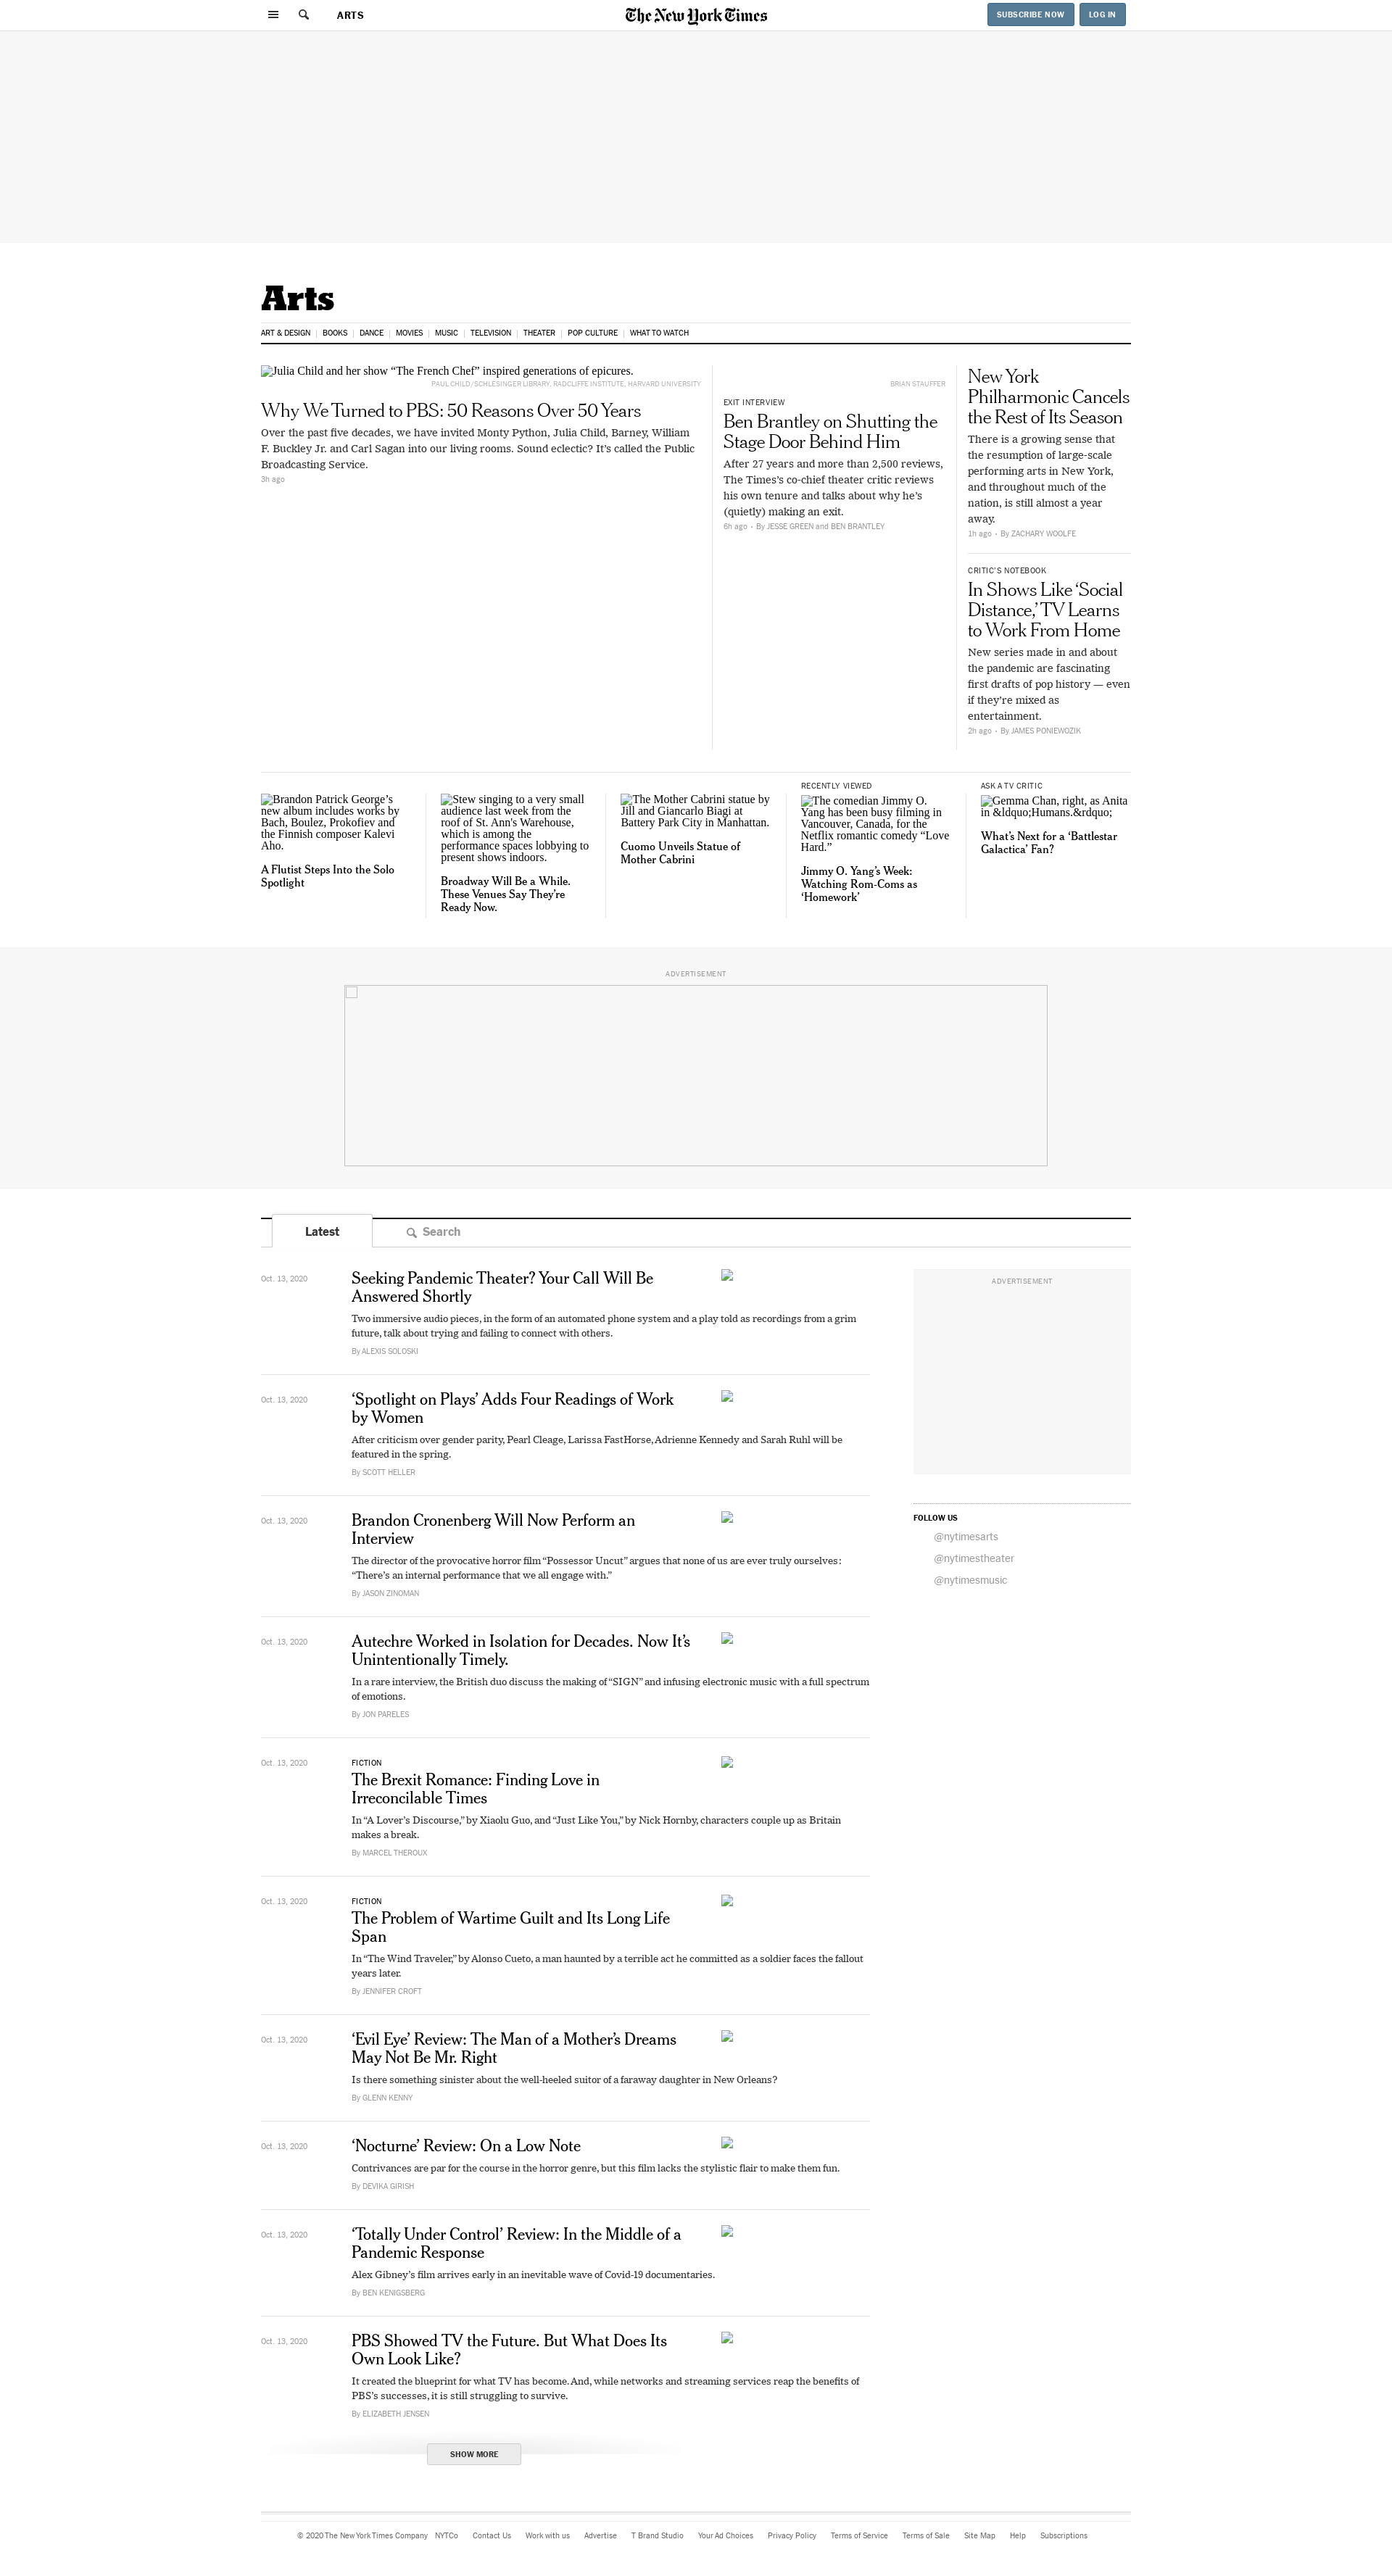 ARTS
The New York Times
SUBSCRIBE NOW
LOG IN
Arts
ART & DESIGN
BOOKS
DANCE
MOVIES
MUSIC
TELEVISION
THEATER
POP CULTURE
WHAT TO WATCH
Julia Child and her show “The French Chef” inspired generations of epicures.
PAUL CHILD/SCHLESINGER LIBRARY, RADCLIFFE INSTITUTE, HARVARD UNIVERSITY
Why We Turned to PBS: 50 Reasons Over 50 Years
Over the past five decades, we have invited Monty Python, Julia Child, Barney, William
F. Buckley Jr. and Carl Sagan into our living rooms. Sound eclectic? It’s called the Public
Broadcasting Service.
3h ago
BRIAN STAUFFER
EXIT INTERVIEW
Ben Brantley on Shutting the
Stage Door Behind Him
After 27 years and more than 2,500 reviews,
The Times’s co-chief theater critic reviews
his own tenure and talks about why he’s
(quietly) making an exit.
6h ago - By JESSE GREEN and BEN BRANTLEY
New York
Philharmonic Cancels
the Rest of Its Season
There is a growing sense that
the resumption of large-scale
performing arts in New York,
and throughout much of the
nation, is still almost a year
away.
1h ago - By ZACHARY WOOLFE
CRITIC’S NOTEBOOK
In Shows Like ‘Social
Distance,’ TV Learns
to Work From Home
New series made in and about
the pandemic are fascinating
first drafts of pop history — even
if they’re mixed as
entertainment.
2h ago - By JAMES PONIEWOZIK
Brandon Patrick George’s
new album includes works by
Bach, Boulez, Prokofiev and
the Finnish composer Kalevi
Aho.
A Flutist Steps Into the Solo
Spotlight
Stew singing to a very small
audience last week from the
roof of St. Ann's Warehouse,
which is among the
performance spaces lobbying to
present shows indoors.
Broadway Will Be a While.
These Venues Say They’re
Ready Now.
The Mother Cabrini statue by
Jill and Giancarlo Biagi at
Battery Park City in Manhattan.
Cuomo Unveils Statue of
Mother Cabrini
RECENTLY VIEWED
The comedian Jimmy O.
Yang has been busy filming in
Vancouver, Canada, for the
Netflix romantic comedy “Love
Hard.”
Jimmy O. Yang’s Week:
Watching Rom-Coms as
‘Homework’
ASK A TV CRITIC
Gemma Chan, right, as Anita
in &ldquo;Humans.&rdquo;
What’s Next for a ‘Battlestar
Galactica’ Fan?
ADVERTISEMENT
Latest
Search
Oct. 13, 2020
Seeking Pandemic Theater? Your Call Will Be
Answered Shortly
Two immersive audio pieces, in the form of an automated phone system and a play told as recordings from a grim
future, talk about trying and failing to connect with others.
By ALEXIS SOLOSKI
Oct. 13, 2020
‘Spotlight on Plays’ Adds Four Readings of Work
by Women
After criticism over gender parity, Pearl Cleage, Larissa FastHorse, Adrienne Kennedy and Sarah Ruhl will be
featured in the spring.
By SCOTT HELLER
Oct. 13, 2020
Brandon Cronenberg Will Now Perform an
Interview
The director of the provocative horror film “Possessor Uncut” argues that none of us are ever truly ourselves:
“There’s an internal performance that we all engage with.”
By JASON ZINOMAN
Oct. 13, 2020
Autechre Worked in Isolation for Decades. Now It’s
Unintentionally Timely.
In a rare interview, the British duo discuss the making of “SIGN” and infusing electronic music with a full spectrum
of emotions.
By JON PARELES
Oct. 13, 2020
FICTION
The Brexit Romance: Finding Love in
Irreconcilable Times
In “A Lover’s Discourse,” by Xiaolu Guo, and “Just Like You,” by Nick Hornby, characters couple up as Britain
makes a break.
By MARCEL THEROUX
Oct. 13, 2020
FICTION
The Problem of Wartime Guilt and Its Long Life
Span
In “The Wind Traveler,” by Alonso Cueto, a man haunted by a terrible act he committed as a soldier faces the fallout
years later.
By JENNIFER CROFT
Oct. 13, 2020
‘Evil Eye’ Review: The Man of a Mother’s Dreams
May Not Be Mr. Right
Is there something sinister about the well-heeled suitor of a faraway daughter in New Orleans?
By GLENN KENNY
Oct. 13, 2020
‘Nocturne’ Review: On a Low Note
Contrivances are par for the course in the horror genre, but this film lacks the stylistic flair to make them fun.
By DEVIKA GIRISH
Oct. 13, 2020
‘Totally Under Control’ Review: In the Middle of a
Pandemic Response
Alex Gibney’s film arrives early in an inevitable wave of Covid-19 documentaries.
By BEN KENIGSBERG
Oct. 13, 2020
PBS Showed TV the Future. But What Does Its
Own Look Like?
It created the blueprint for what TV has become. And, while networks and streaming services reap the benefits of
PBS’s successes, it is still struggling to survive.
By ELIZABETH JENSEN
SHOW MORE
ADVERTISEMENT
FOLLOW US
@nytimesarts
@nytimestheater
@nytimesmusic
© 2020 The New York Times Company
NYTCo
Contact Us
Work with us
Advertise
T Brand Studio
Your Ad Choices
Privacy Policy
Terms of Service
Terms of Sale
Site Map
Help
Subscriptions